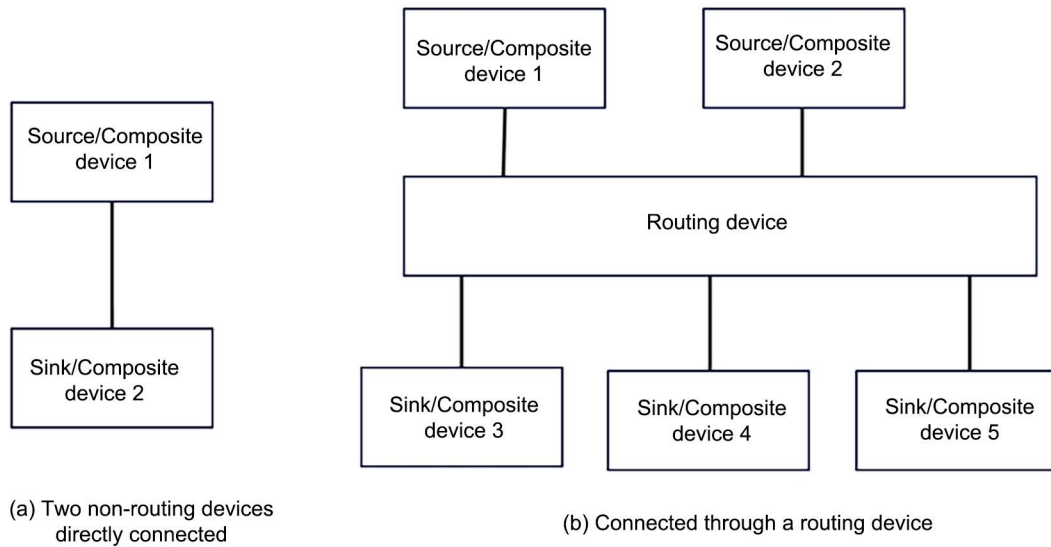 Source/Composite
device 1
Sink/Composite
device 2
(a) Two non-routing devices
directly connected
Source/Composite
device 1
Source/Composite
device 2
Routing device
Sink/Composite
device 3
Sink/Composite
device 4
Sink/Composite
device 5
(b) Connected through a routing device